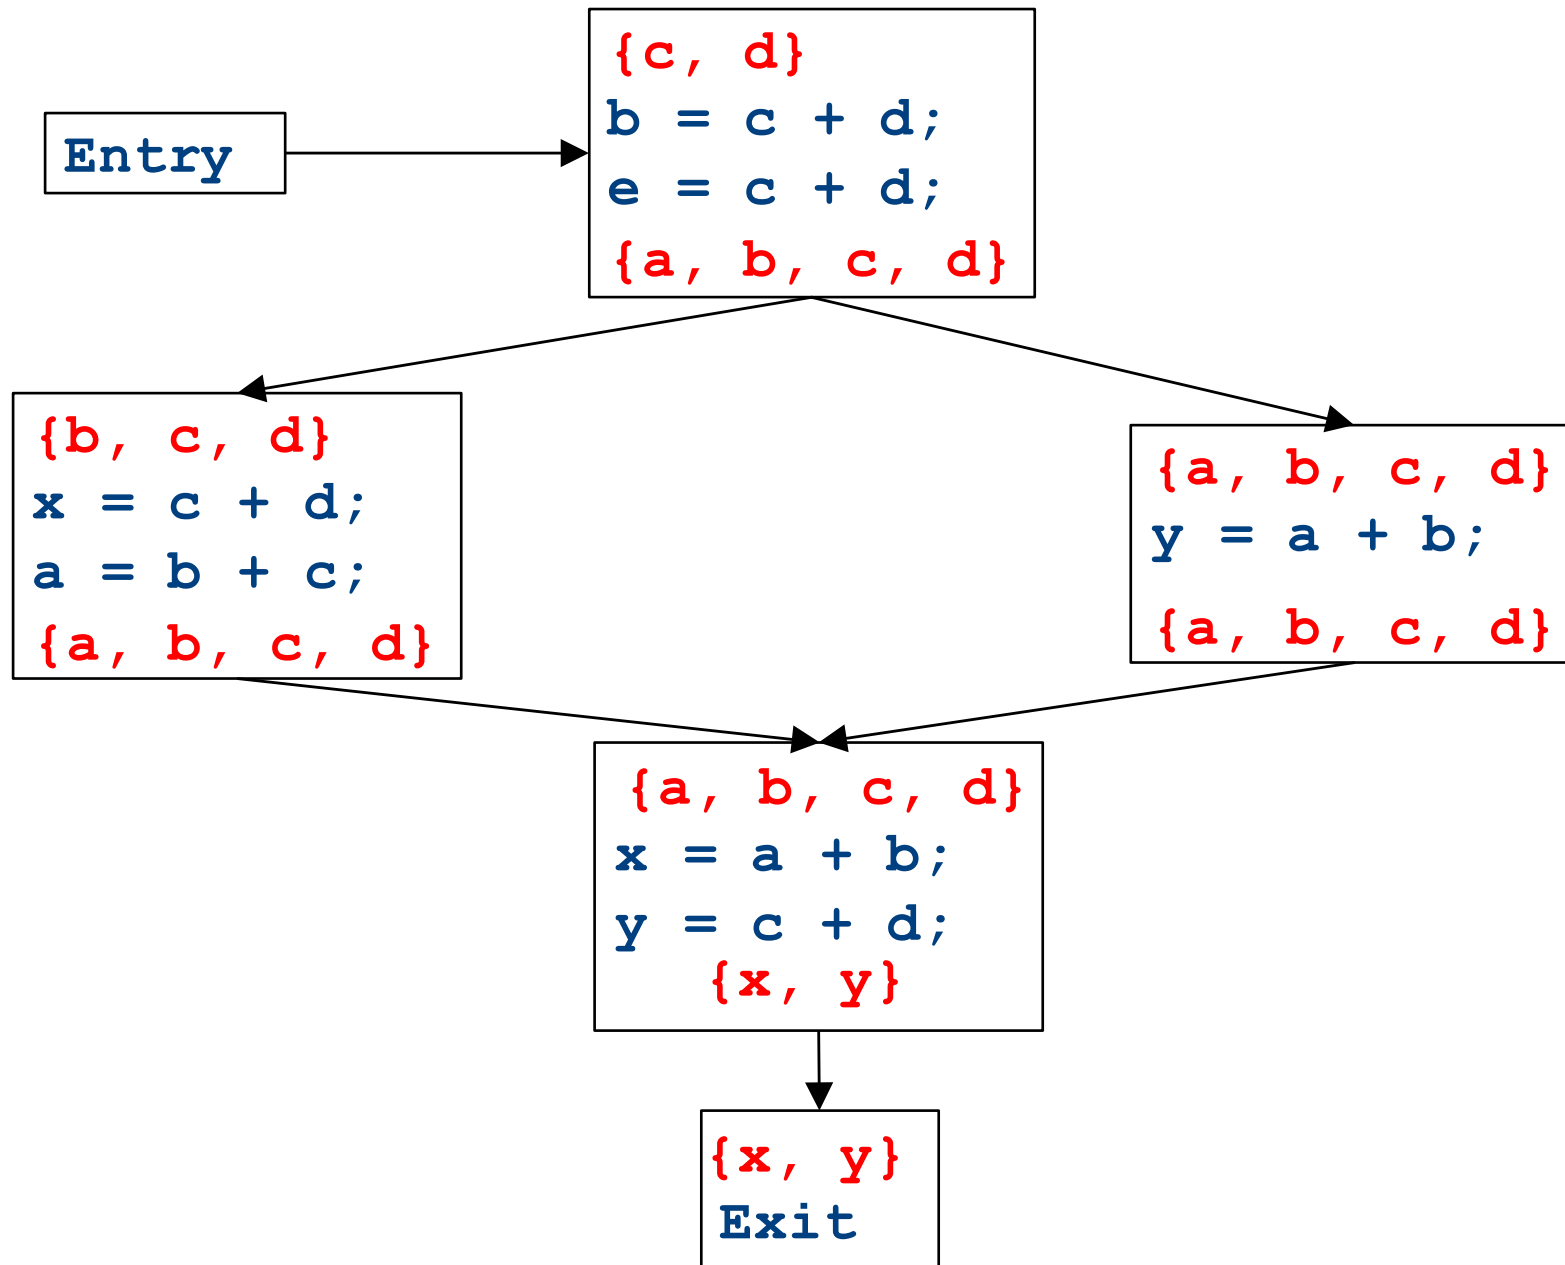 {c, d}
b = c + d;
e = c + d;
{a, b, c, d}
Entry
{b, c, d}
x = c + d;
a = b + c;
{a, b, c, d}
{a, b, c, d}
y = a + b;
{a, b, c, d}
{a, b, c, d}
x = a + b;
y = c + d;
{x, y}
{x, y}
Exit